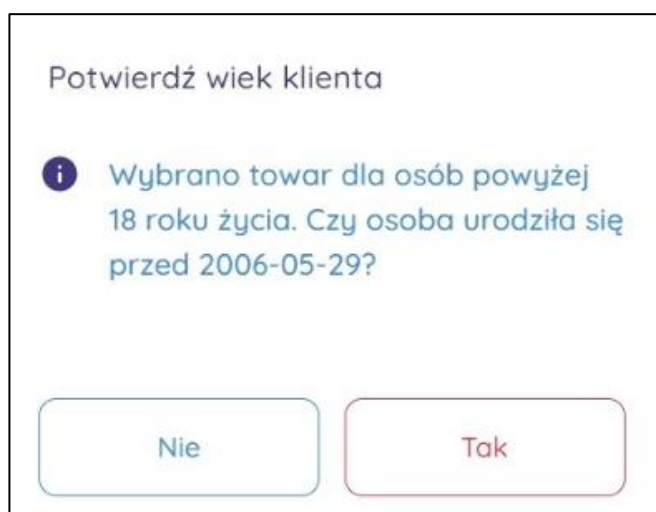 Potwierdź wiek klienta
Wybrano towar dla osób powyżej
18 roku życia. Czy osoba urodziła się
przed 2006-05-29?
Nie
Tak